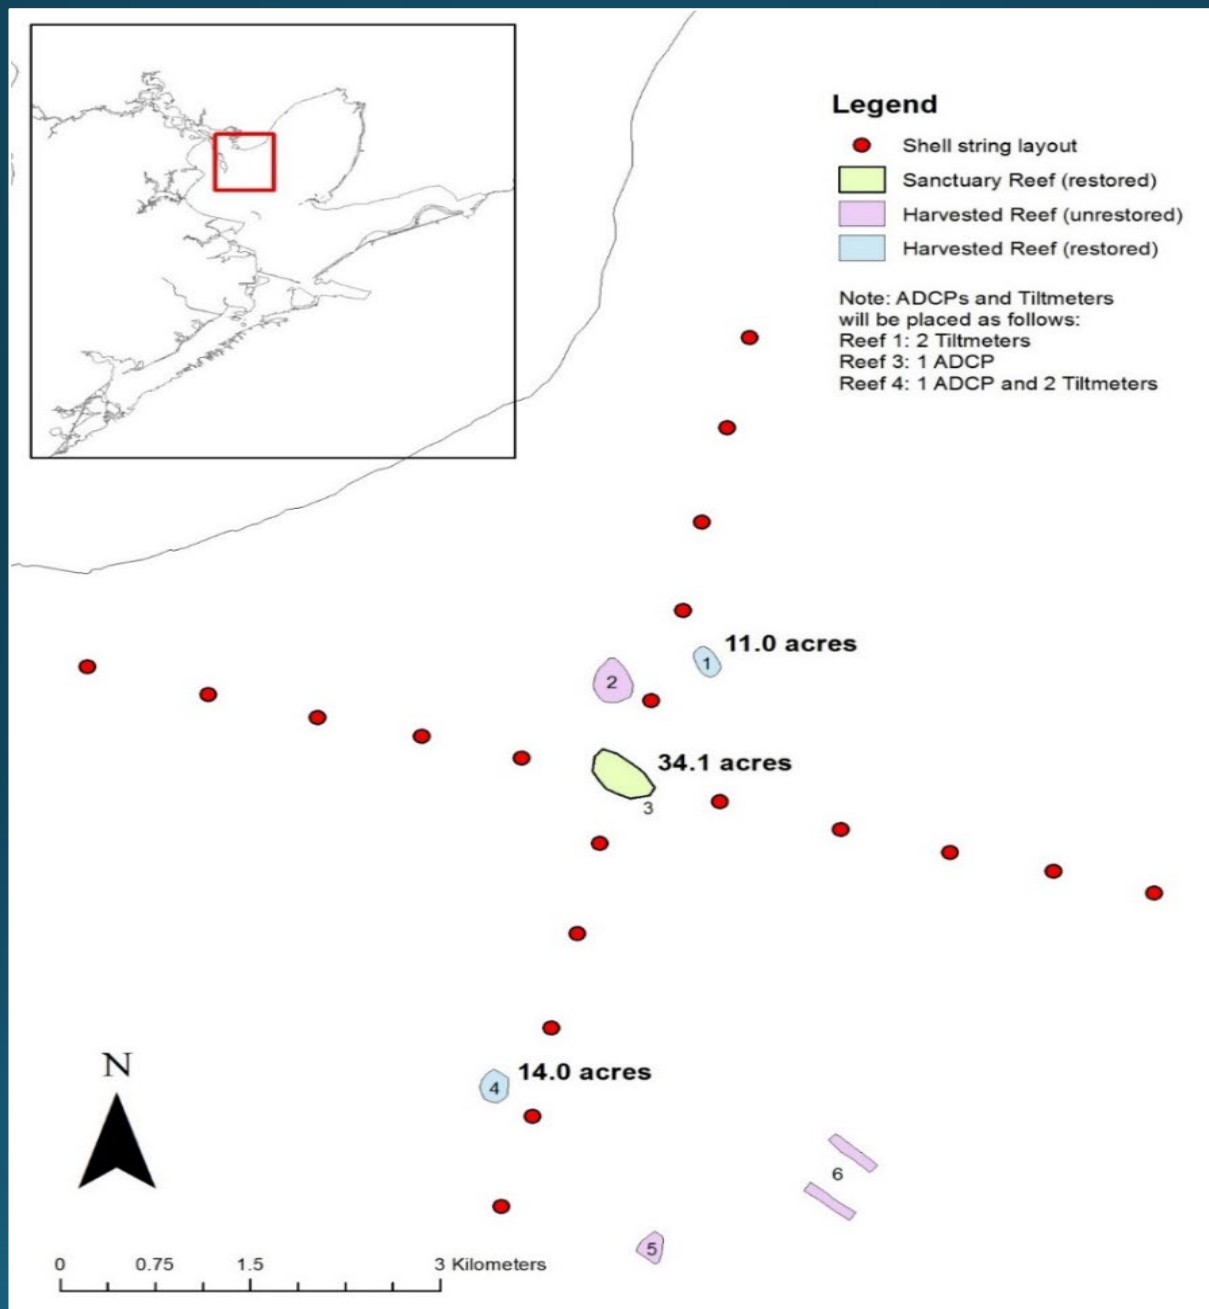 Legend
Shell string layout
Sanctuary Reef (restored)
Harvested Reef (unrestored)
Harvested Reef (restored)
Note: ADCPs and Tiltmeters
will be placed as follows:
Reef 1: 2 Tiltmeters
Reef 3: 1 ADCP
Reef 4: 1 ADCP and 2 Tiltmeters
11.0 acres
1
2
34.1 acres
3
N
14.0 acres
4
6
5
0 0.75 1.5 3 Kilometers